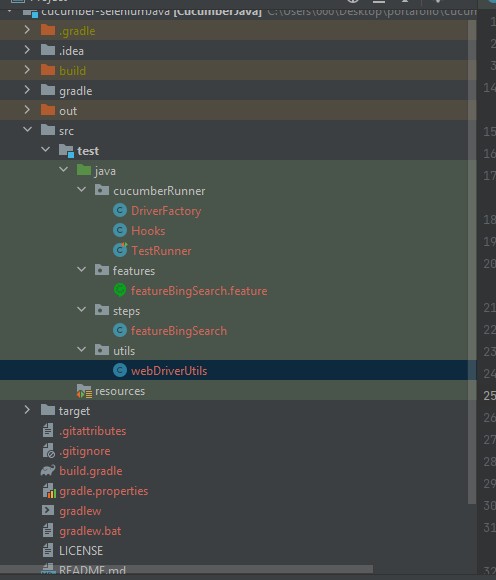 cucumber-seleniumJava [CucumberJava] C:\Users\600\Desktop\portafolio\cucum
.gradle
.idea
build
gradle
out
src
test
java
cucumberRunner
DriverFactory
Hooks
TestRunner
features
featureBingSearch.feature
steps
featureBingSearch
utils
webDriverUtils
resources
target
.gitattributes
.gitignore
build.gradle
gradle.properties
gradlew
gradlew.bat
LICENSE
README.md
1
2
3
14
15
16
17
18
19
20
21
22
23
24
25
26
27
28
29
30
31
32